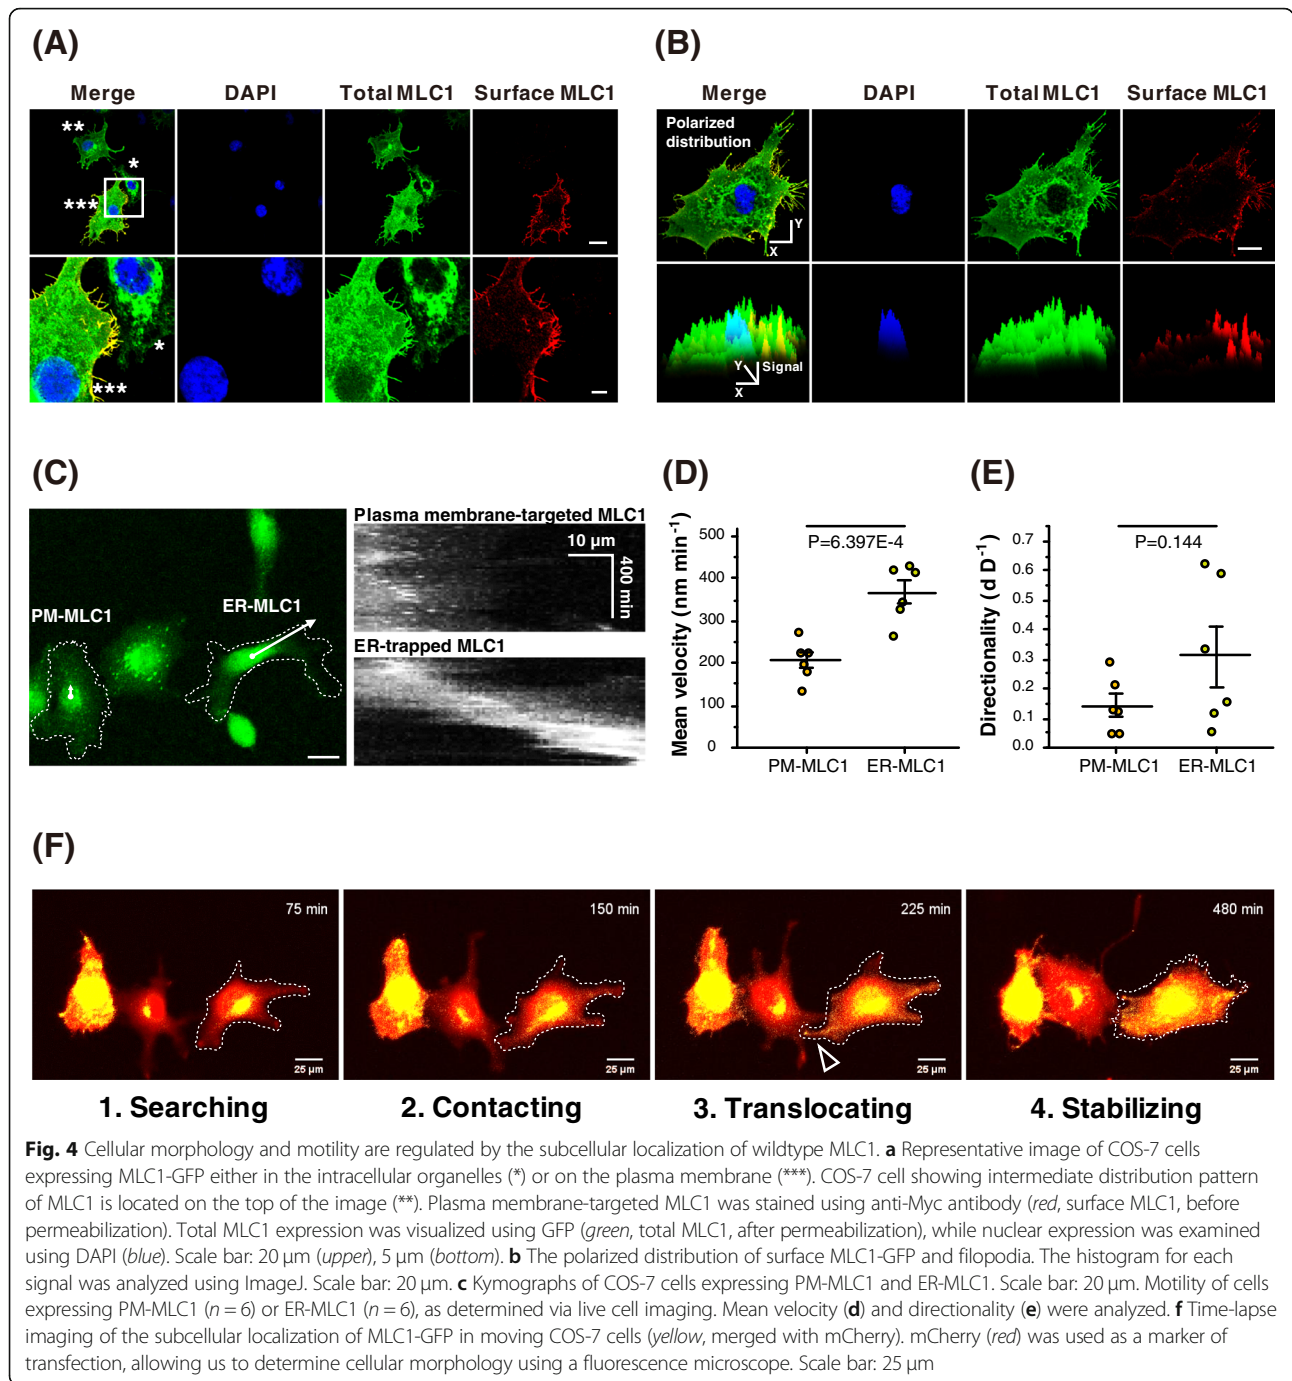 (A)
Merge DAPI Total MLC1 Surface MLC1
**
*
***
*
***
(B)
Merge DAPI Total MLC1 Surface MLC1
Polarized
distribution
Y
X
Y Signal
X
(C)
PM-MLC1
ER-MLC1
Plasma membrane-targeted MLC1
10 µm
400 min
ER-trapped MLC1
(D)
Mean velocity (nm min⁻¹)
500
400
300
200
100
0
P=6.397E-4
PM-MLC1 ER-MLC1
(E)
Directionality (d D⁻¹)
0.7
0.6
0.5
0.4
0.3
0.2
0.1
0.0
P=0.144
PM-MLC1 ER-MLC1
(F)
75 min 150 min 225 min 480 min
25 µm 25 µm 25 µm 25 µm
1. Searching 2. Contacting 3. Translocating 4. Stabilizing
Fig. 4 Cellular morphology and motility are regulated by the subcellular localization of wildtype MLC1. a Representative image of COS-7 cells
expressing MLC1-GFP either in the intracellular organelles (*) or on the plasma membrane (***). COS-7 cell showing intermediate distribution pattern
of MLC1 is located on the top of the image (**). Plasma membrane-targeted MLC1 was stained using anti-Myc antibody (red, surface MLC1, before
permeabilization). Total MLC1 expression was visualized using GFP (green, total MLC1, after permeabilization), while nuclear expression was examined
using DAPI (blue). Scale bar: 20 µm (upper), 5 µm (bottom). b The polarized distribution of surface MLC1-GFP and filopodia. The histogram for each
signal was analyzed using ImageJ. Scale bar: 20 µm. c Kymographs of COS-7 cells expressing PM-MLC1 and ER-MLC1. Scale bar: 20 µm. Motility of cells
expressing PM-MLC1 (n = 6) or ER-MLC1 (n = 6), as determined via live cell imaging. Mean velocity (d) and directionality (e) were analyzed. f Time-lapse
imaging of the subcellular localization of MLC1-GFP in moving COS-7 cells (yellow, merged with mCherry). mCherry (red) was used as a marker of
transfection, allowing us to determine cellular morphology using a fluorescence microscope. Scale bar: 25 µm